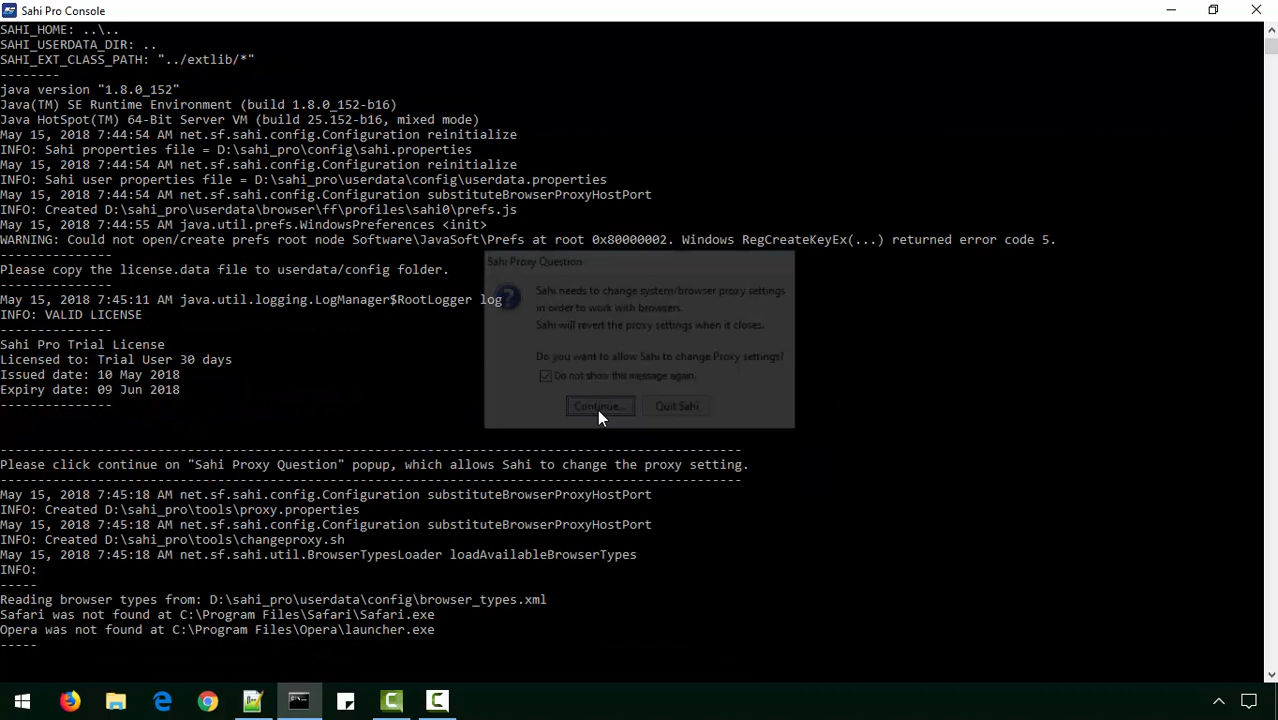 Sahi Pro Console
SAHI_HOME: ..\..
SAHI_USERDATA_DIR: ..
SAHI_EXT_CLASS_PATH: "../extlib/*"
--------
java version "1.8.0_152"
Java(TM) SE Runtime Environment (build 1.8.0_152-b16)
Java HotSpot(TM) 64-Bit Server VM (build 25.152-b16, mixed mode)
May 15, 2018 7:44:54 AM net.sf.sahi.config.Configuration reinitialize
INFO: Sahi properties file = D:\sahi_pro\config\sahi.properties
May 15, 2018 7:44:54 AM net.sf.sahi.config.Configuration reinitialize
INFO: Sahi user properties file = D:\sahi_pro\userdata\config\userdata.properties
May 15, 2018 7:44:54 AM net.sf.sahi.config.Configuration substituteBrowserProxyHostPort
INFO: Created D:\sahi_pro\userdata\browser\ff\profiles\sahi0\prefs.js
May 15, 2018 7:44:55 AM java.util.prefs.WindowsPreferences <init>
WARNING: Could not open/create prefs root node Software\JavaSoft\Prefs at root 0x80000002. Windows RegCreateKeyEx(...) returned error code 5.
---------------
Please copy the license.data file to userdata/config folder.
---------------
May 15, 2018 7:45:11 AM java.util.logging.LogManager$RootLogger log
INFO: VALID LICENSE
---------------
Sahi Pro Trial License
Licensed to: Trial User 30 days
Issued date: 10 May 2018
Expiry date: 09 Jun 2018
---------------
Sahi Proxy Question
Sahi needs to change system/browser proxy settings
in order to work with browsers.
Sahi will revert the proxy settings when it closes.
Do you want to allow Sahi to change Proxy settings?
Do not show this message again.
Continue...
Quit Sahi
---------------------------------------------------------------------------------------------------
Please click continue on "Sahi Proxy Question" popup, which allows Sahi to change the proxy setting.
---------------------------------------------------------------------------------------------------
May 15, 2018 7:45:18 AM net.sf.sahi.config.Configuration substituteBrowserProxyHostPort
INFO: Created D:\sahi_pro\tools\proxy.properties
May 15, 2018 7:45:18 AM net.sf.sahi.config.Configuration substituteBrowserProxyHostPort
INFO: Created D:\sahi_pro\tools\changeproxy.sh
May 15, 2018 7:45:18 AM net.sf.sahi.util.BrowserTypesLoader loadAvailableBrowserTypes
INFO:
-----
Reading browser types from: D:\sahi_pro\userdata\config\browser_types.xml
Safari was not found at C:\Program Files\Safari\Safari.exe
Opera was not found at C:\Program Files\Opera\launcher.exe
-----